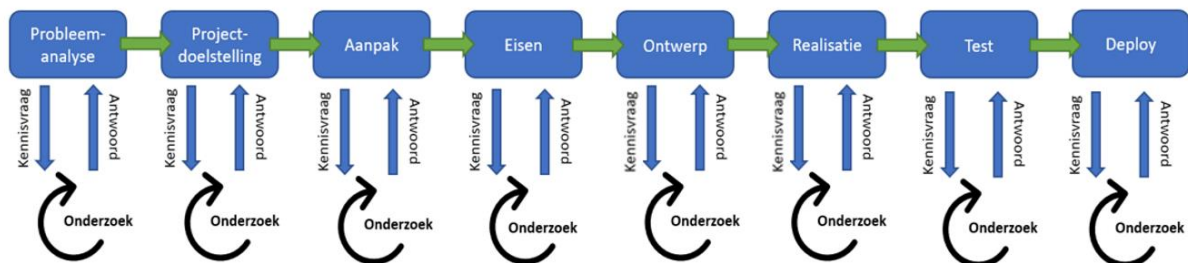 Probleem-
analyse
Project-
doelstelling
Aanpak
Eisen
Ontwerp
Realisatie
Test
Deploy
Kennisvraag
Antwoord
Kennisvraag
Antwoord
Kennisvraag
Antwoord
Kennisvraag
Antwoord
Kennisvraag
Antwoord
Kennisvraag
Antwoord
Kennisvraag
Antwoord
Kennisvraag
Antwoord
Onderzoek
Onderzoek
Onderzoek
Onderzoek
Onderzoek
Onderzoek
Onderzoek
Onderzoek